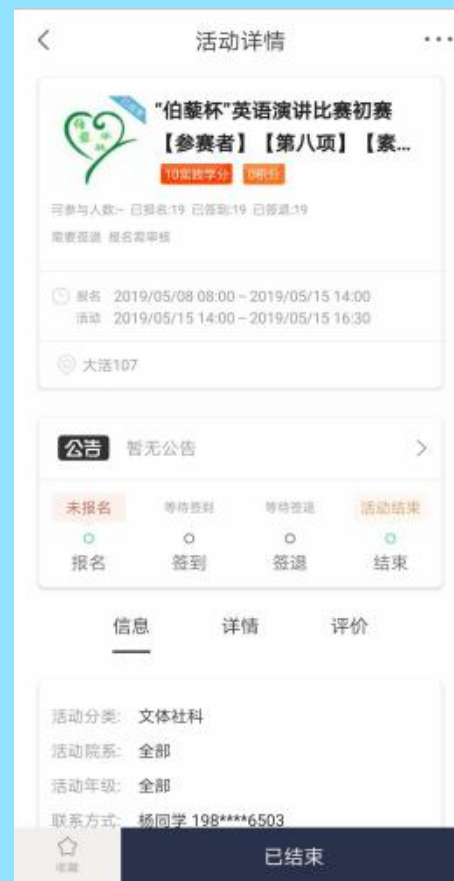 活动详情
“伯藜杯”英语演讲比赛初赛
【参赛者】【第八项】【素...
10实践学分 0积分
可参与人数:-- 已报名:19 已签到:19 已签退:19
需要签退 报名需审核
报名 2019/05/08 08:00 ~ 2019/05/15 14:00
活动 2019/05/15 14:00 ~ 2019/05/15 16:30
大活107
公告 暂无公告
未报名 等待签到 等待签退 活动结束
报名 签到 签退 结束
信息 详情 评价
活动分类: 文体社科
活动院系: 全部
活动年级: 全部
联系方式: 杨同学 198****6503
收藏 已结束